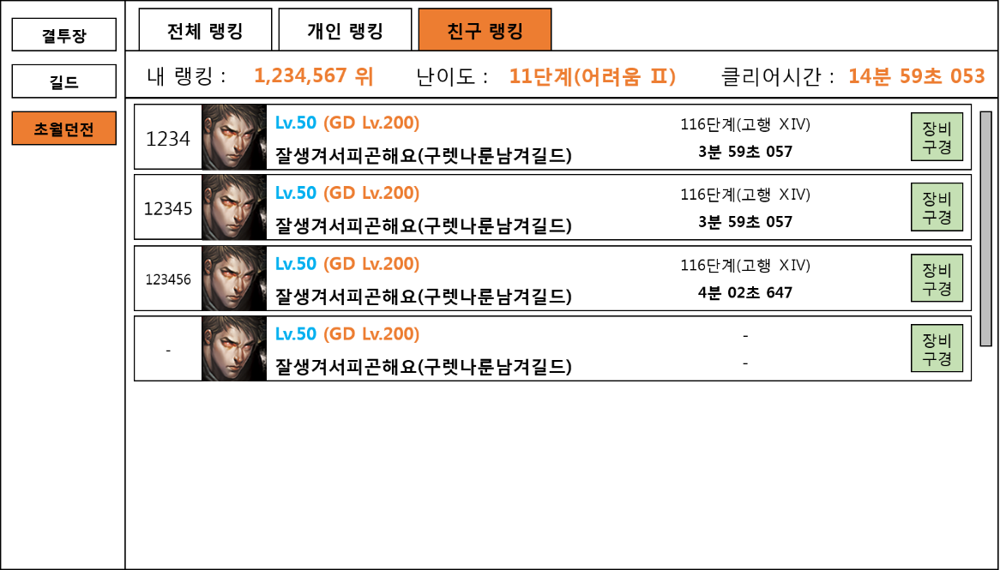 결투장
길드
초월던전
전체 랭킹
개인 랭킹
친구 랭킹
내 랭킹 : 1,234,567 위 난이도 : 11단계(어려움 Ⅱ) 클리어시간 : 14분 59초 053
1234
Lv.50 (GD Lv.200)
잘생겨서피곤해요(구렛나룬남겨길드)
116단계(고행 XIV)
3분 59초 057
장비
구경
12345
Lv.50 (GD Lv.200)
잘생겨서피곤해요(구렛나룬남겨길드)
116단계(고행 XIV)
3분 59초 057
장비
구경
123456
Lv.50 (GD Lv.200)
잘생겨서피곤해요(구렛나룬남겨길드)
116단계(고행 XIV)
4분 02초 647
장비
구경
-
Lv.50 (GD Lv.200)
잘생겨서피곤해요(구렛나룬남겨길드)
-
-
장비
구경